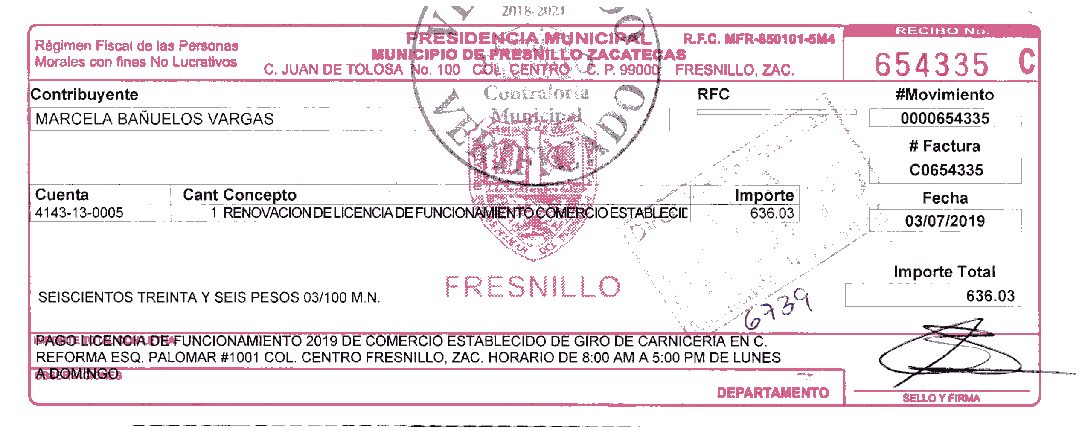 2018-2021
Régimen Fiscal de las Personas
Morales con fines No Lucrativos
PRESIDENCIA MUNICIPAL
MUNICIPIO DE FRESNILLO ZACATECAS
C. JUAN DE TOLOSA No. 100 COL. CENTRO C. P. 99000 FRESNILLO, ZAC.
R.F.C. MFR-850101-5M4
RECIBO No.
654335 C
Contribuyente
MARCELA BAÑUELOS VARGAS
Contraloría
Municipal
VERIFICADO
RFC
#Movimiento
0000654335
# Factura
C0654335
Cuenta Cant Concepto Importe
4143-13-0005 1 RENOVACION DE LICENCIA DE FUNCIONAMIENTO COMERCIO ESTABLECID 636.03
Fecha
03/07/2019
FRESNILLO
Importe Total
636.03
SEISCIENTOS TREINTA Y SEIS PESOS 03/100 M.N.
6739
PAGO LICENCIA DE FUNCIONAMIENTO 2019 DE COMERCIO ESTABLECIDO DE GIRO DE CARNICERÍA EN C.
REFORMA ESQ. PALOMAR #1001 COL. CENTRO FRESNILLO, ZAC. HORARIO DE 8:00 AM A 5:00 PM DE LUNES
A DOMINGO
DEPARTAMENTO
SELLO Y FIRMA